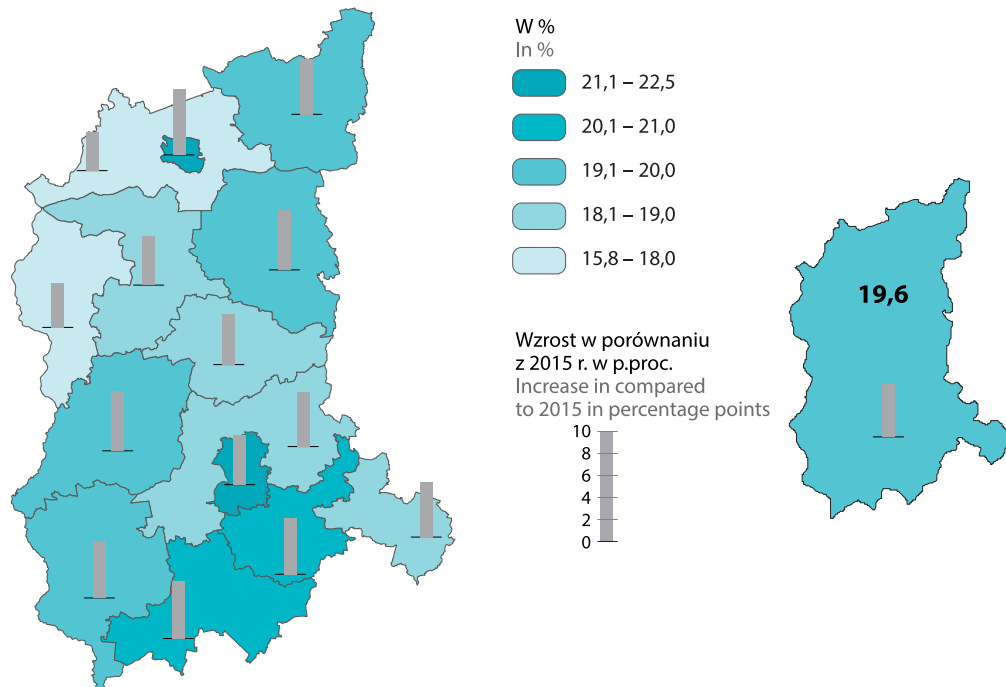 W %
In %
21,1 – 22,5
20,1 – 21,0
19,1 – 20,0
18,1 – 19,0
15,8 – 18,0
19,6
Wzrost w porównaniu
z 2015 r. w p.proc.
Increase in compared
to 2015 in percentage points
10
8
6
4
2
0